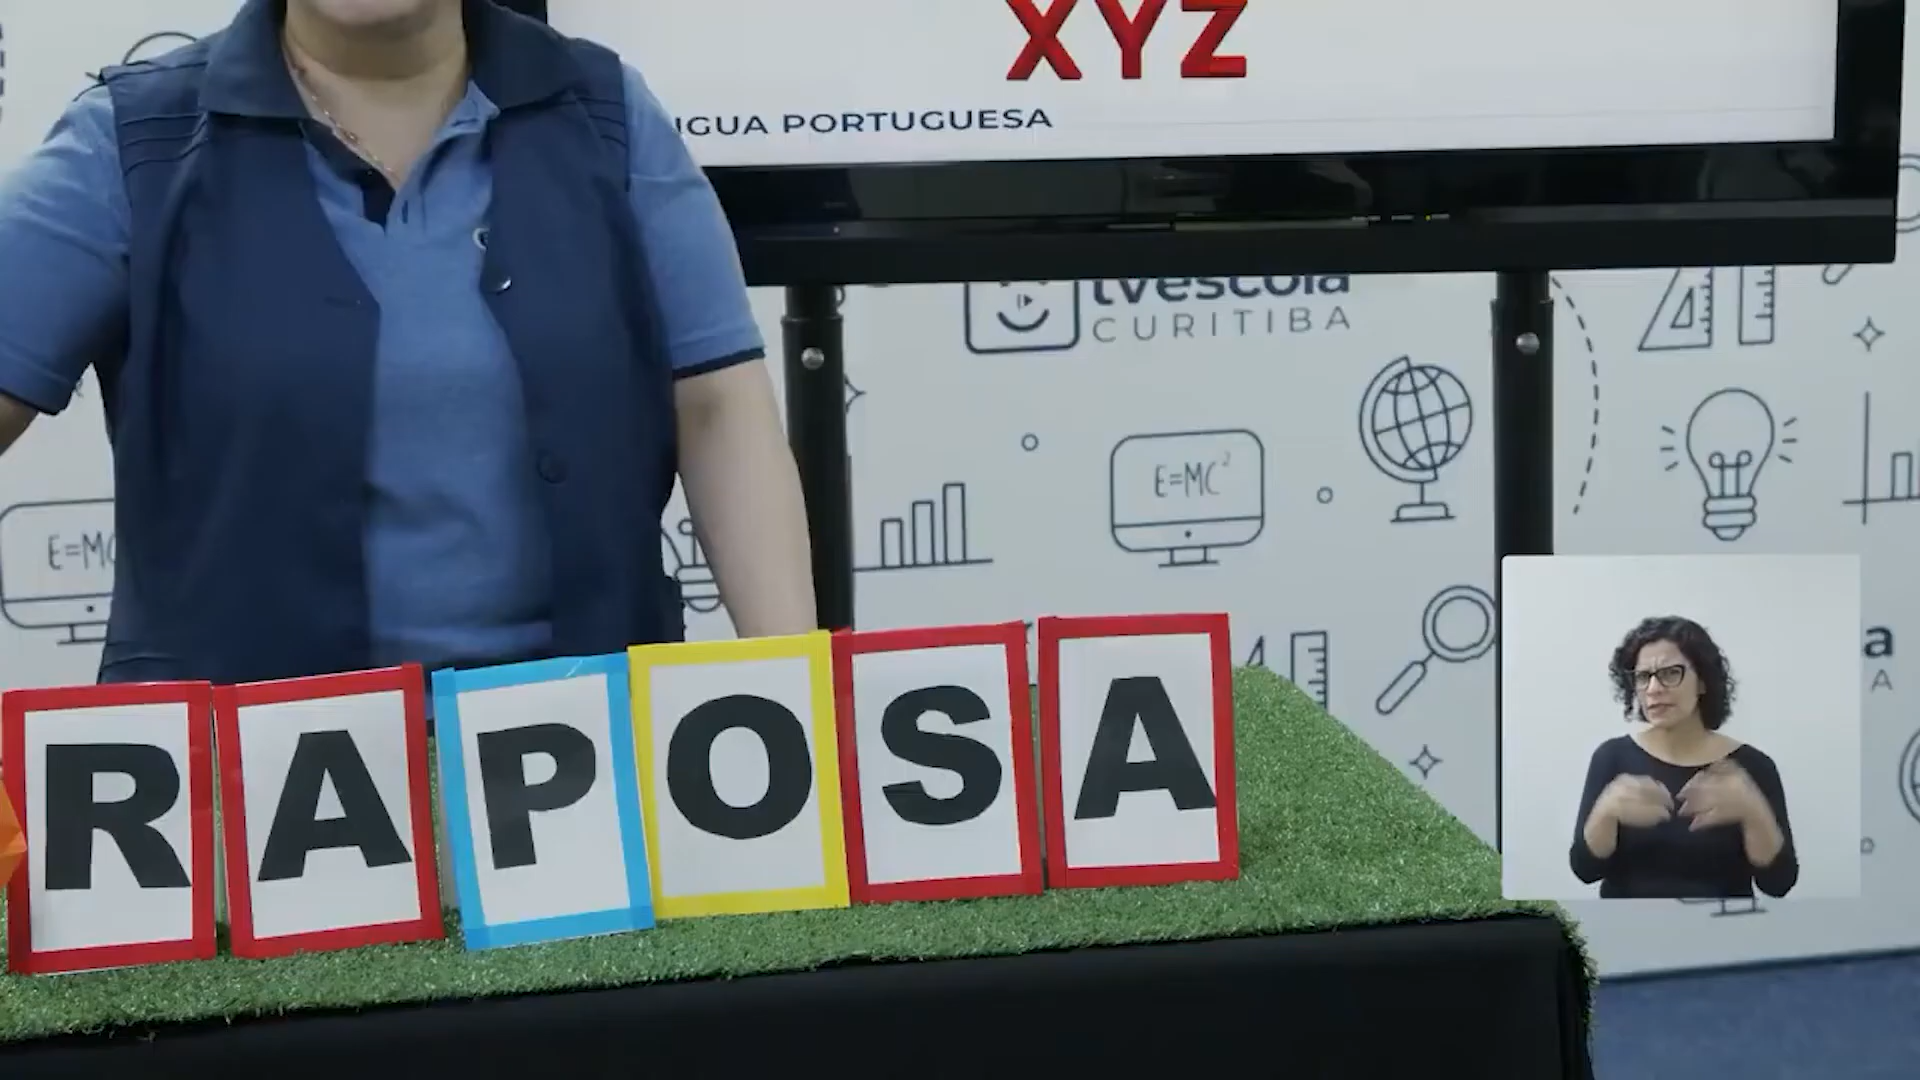 XYZ
GUA PORTUGUESA
tvescola
CURITIBA
E=MC²
E=MC
a
A
RAPOSA